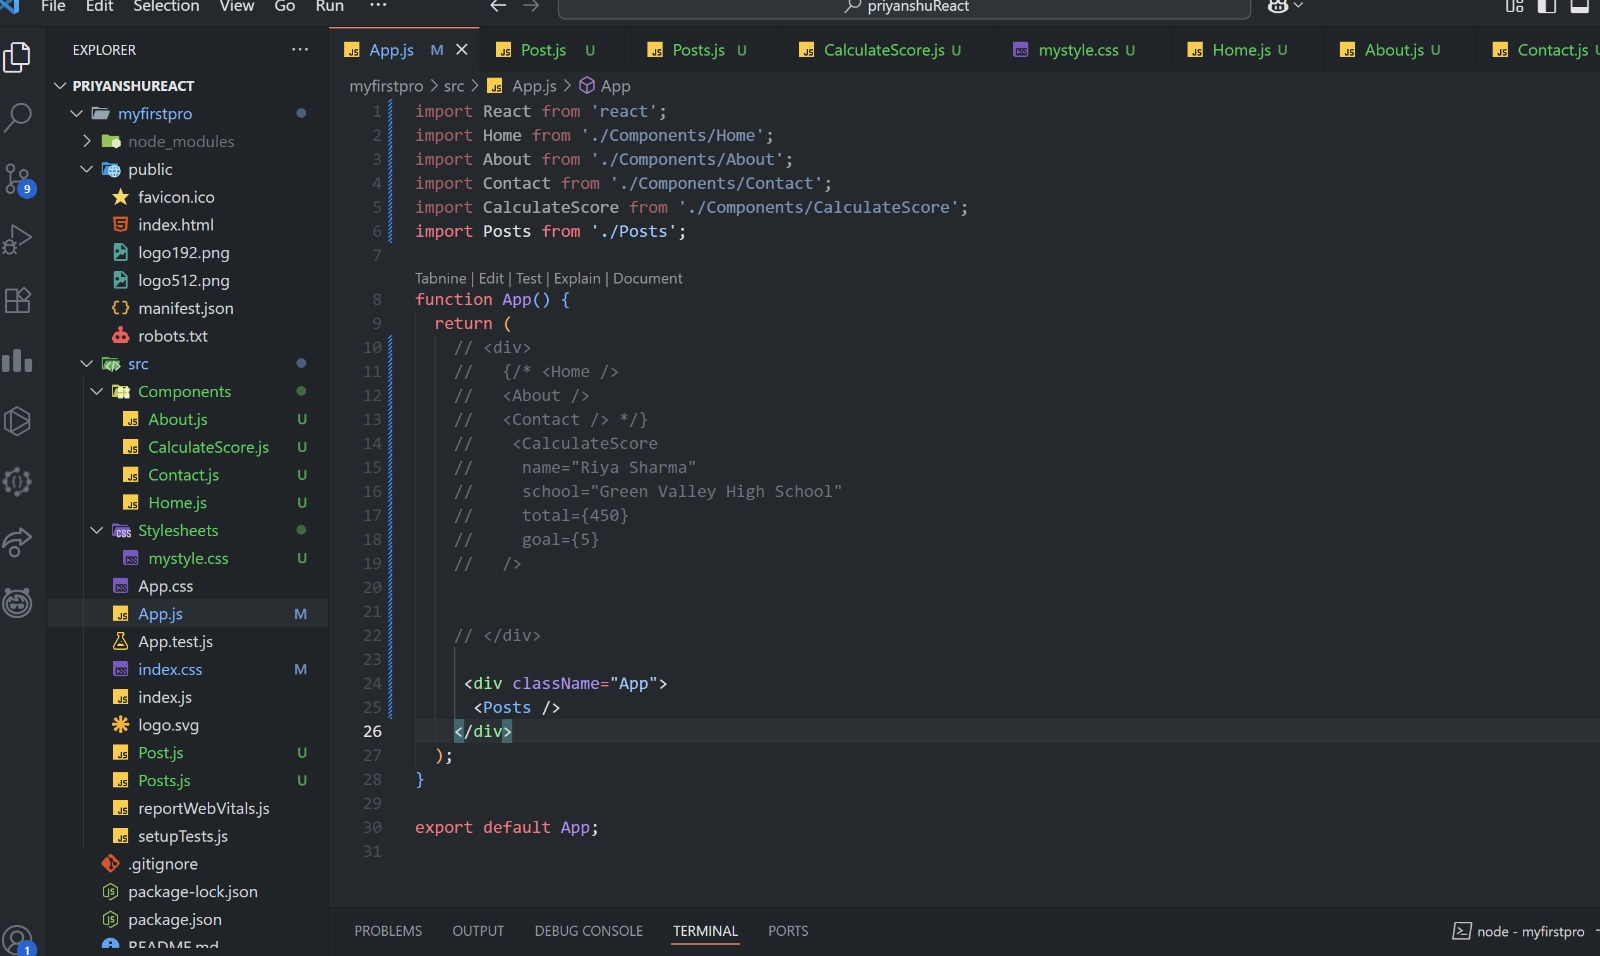 File Edit Selection View Go Run ··· ← → priyanshuReact
EXPLORER ···
PRIYANSHUREACT
myfirstpro
node_modules
public
favicon.ico
index.html
logo192.png
logo512.png
manifest.json
robots.txt
src
Components
About.js U
CalculateScore.js U
Contact.js U
Home.js U
Stylesheets
mystyle.css U
App.css
App.js M
App.test.js
index.css M
index.js
logo.svg
Post.js U
Posts.js U
reportWebVitals.js
setupTests.js
.gitignore
package-lock.json
package.json
README.md
9
1
App.js M Post.js U Posts.js U CalculateScore.js U mystyle.css U Home.js U About.js U Contact.js U
myfirstpro > src > App.js > App
1 import React from 'react';
2 import Home from './Components/Home';
3 import About from './Components/About';
4 import Contact from './Components/Contact';
5 import CalculateScore from './Components/CalculateScore';
6 import Posts from './Posts';
7
Tabnine | Edit | Test | Explain | Document
8 function App() {
9 return (
10 // <div>
11 // {/* <Home />
12 // <About />
13 // <Contact /> */}
14 // <CalculateScore
15 // name="Riya Sharma"
16 // school="Green Valley High School"
17 // total={450}
18 // goal={5}
19 // />
20
21
22 // </div>
23
24 <div className="App">
25 <Posts />
26 </div>
27 );
28 }
29
30 export default App;
31
PROBLEMS OUTPUT DEBUG CONSOLE TERMINAL PORTS node - myfirstpro